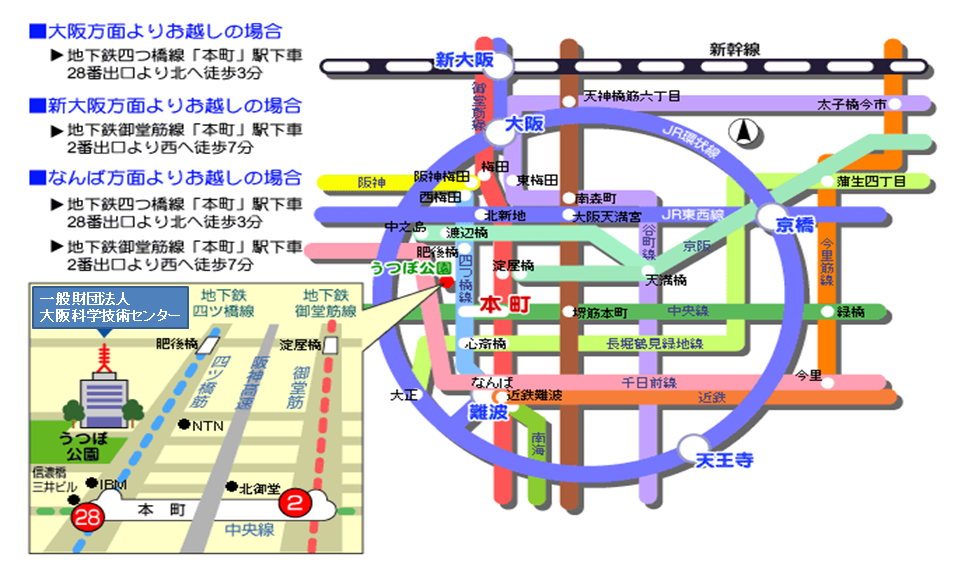 ■大阪方面よりお越しの場合
▶地下鉄四つ橋線「本町」駅下車
28番出口より北へ徒歩3分
■新大阪方面よりお越しの場合
▶地下鉄御堂筋線「本町」駅下車
2番出口より西へ徒歩7分
■なんば方面よりお越しの場合
▶地下鉄四つ橋線「本町」駅下車
28番出口より北へ徒歩3分
▶地下鉄御堂筋線「本町」駅下車
2番出口より西へ徒歩7分
新大阪
新幹線
御堂筋線
天神橋筋六丁目
太子橋今市
大阪
JR環状線
梅田
阪神
阪神梅田
東梅田
蒲生四丁目
西梅田
南森町
北新地
大阪天満宮
JR東西線
京橋
中之島
渡辺橋
谷町線
京阪
肥後橋
うつぼ公園
四つ橋線
淀屋橋
天満橋
今里筋線
本町
堺筋本町
中央線
緑橋
心斎橋
長堀鶴見緑地線
大正
なんば
千日前線
今里
近鉄難波
近鉄
難波
南海
天王寺
一般財団法人
大阪科学技術センター
地下鉄
四ツ橋線
地下鉄
御堂筋線
肥後橋
淀屋橋
四ツ橋筋
阪神高速
御堂筋
NTN
うつぼ
公園
信濃橋
三井ビル
IBM
北御堂
28
本町
2
中央線